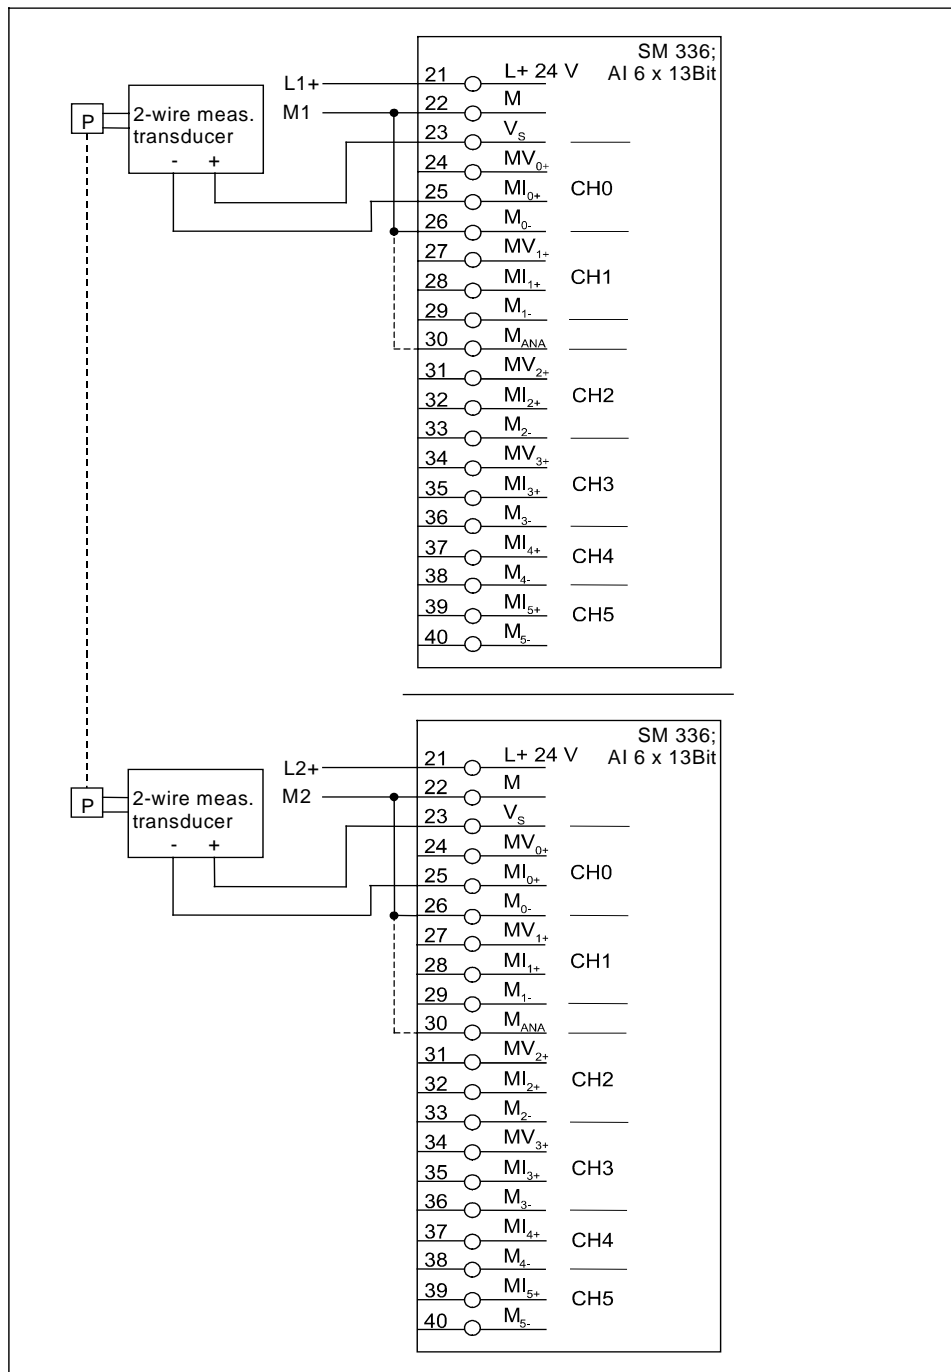 SM 336;
AI 6 x 13Bit
L1+
M1
P
2-wire meas.
transducer
- +
21 L+ 24 V
22 M
23 VS
24 MV0+
25 MI0+ CH0
26 M0-
27 MV1+
28 MI1+ CH1
29 M1-
30 MANA
31 MV2+
32 MI2+ CH2
33 M2-
34 MV3+
35 MI3+ CH3
36 M3-
37 MI4+ CH4
38 M4-
39 MI5+ CH5
40 M5-
SM 336;
AI 6 x 13Bit
L2+
M2
P
2-wire meas.
transducer
- +
21 L+ 24 V
22 M
23 VS
24 MV0+
25 MI0+ CH0
26 M0-
27 MV1+
28 MI1+ CH1
29 M1-
30 MANA
31 MV2+
32 MI2+ CH2
33 M2-
34 MV3+
35 MI3+ CH3
36 M3-
37 MI4+ CH4
38 M4-
39 MI5+ CH5
40 M5-